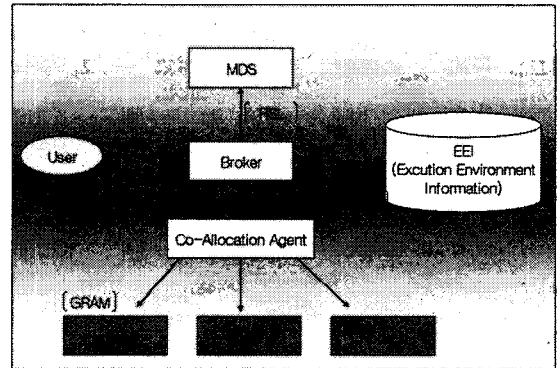 MDS
User
Broker
EEI
(Excution Environment
Information)
Co-Allocation Agent
[GRAM]